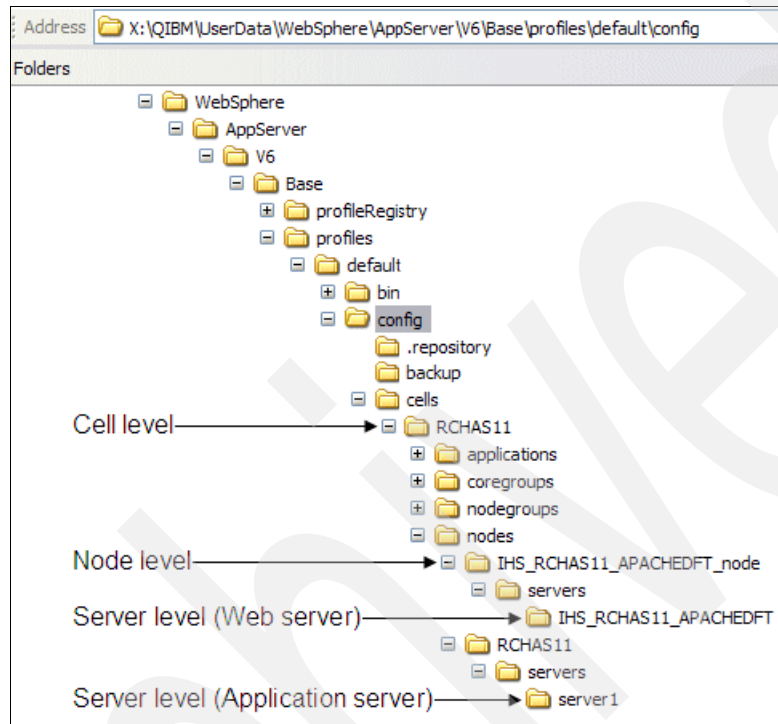 Address X:\QIBM\UserData\WebSphere\AppServer\V6\Base\profiles\default\config
Folders
WebSphere
AppServer
V6
Base
profileRegistry
profiles
default
bin
config
.repository
backup
cells
Cell level RCHAS11
applications
coregroups
nodegroups
nodes
Node level IHS_RCHAS11_APACHEDFT_node
servers
Server level (Web server) IHS_RCHAS11_APACHEDFT
RCHAS11
servers
Server level (Application server) server1